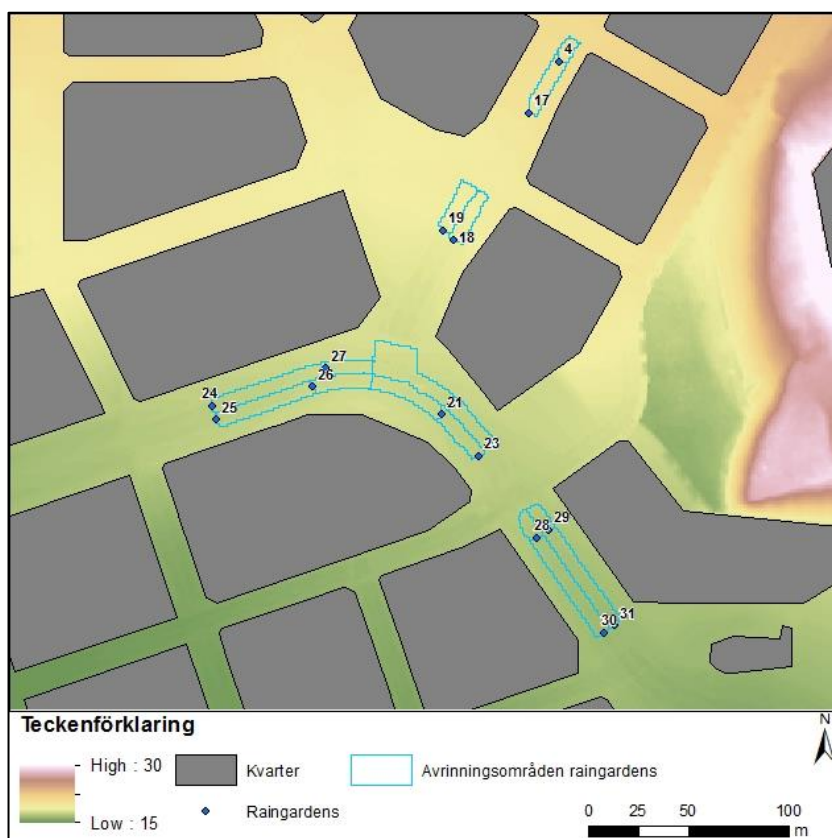 4
17
19
18
27
26
24
25
21
23
29
28
31
30
Teckenförklaring
N
High : 30
Low : 15
Kvarter
Avrinningsområden raingardens
Raingardens
0 25 50 100
m